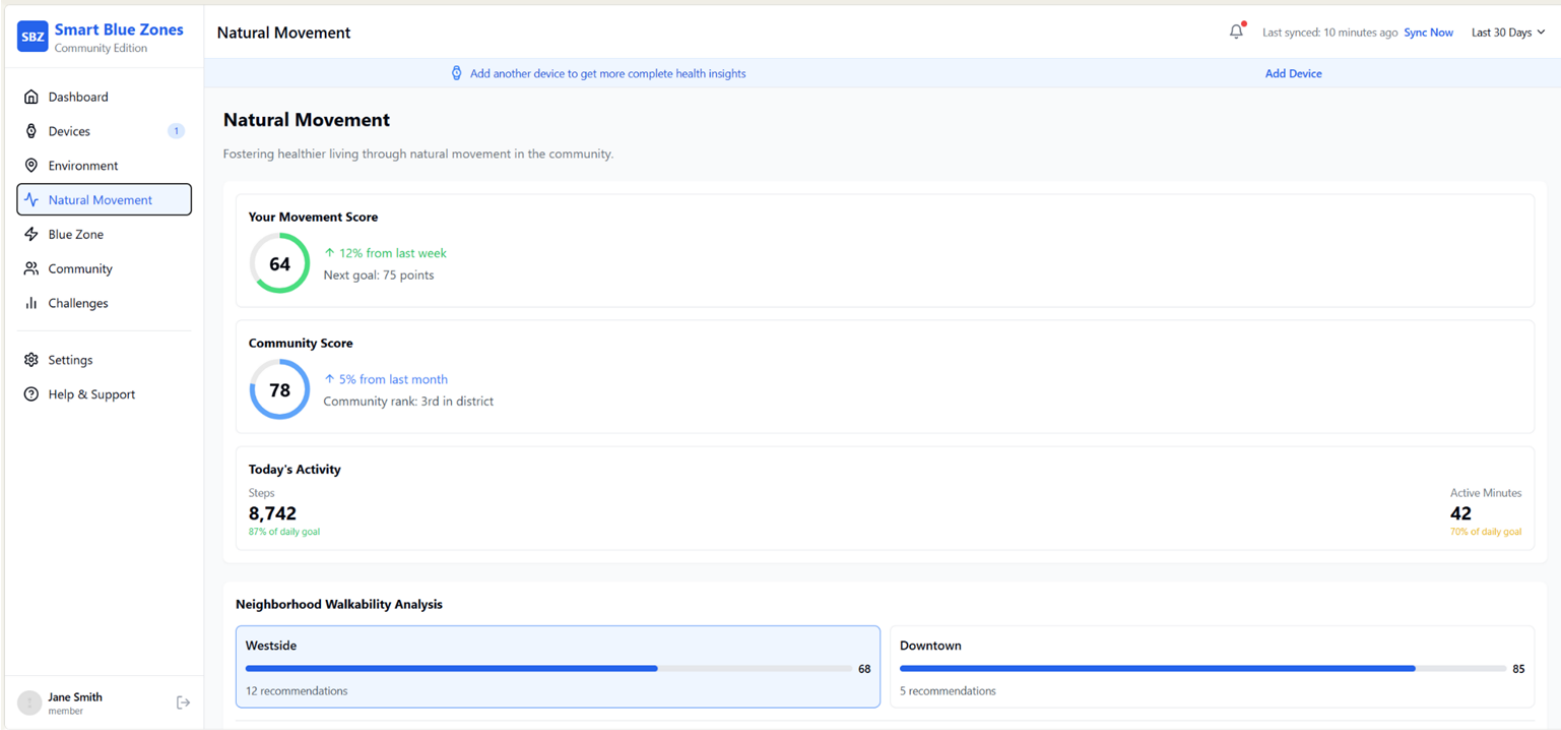 SBZ
Smart Blue Zones
Community Edition
Dashboard
Devices 1
Environment
Natural Movement
Blue Zone
Community
Challenges
Settings
Help & Support
Jane Smith
member
Natural Movement
Last synced: 10 minutes ago Sync Now Last 30 Days
Add another device to get more complete health insights Add Device
Natural Movement
Fostering healthier living through natural movement in the community.
Your Movement Score
64
↑ 12% from last week
Next goal: 75 points
Community Score
78
↑ 5% from last month
Community rank: 3rd in district
Today's Activity
Steps
8,742
87% of daily goal
Active Minutes
42
70% of daily goal
Neighborhood Walkability Analysis
Westside
68
12 recommendations
Downtown
85
5 recommendations